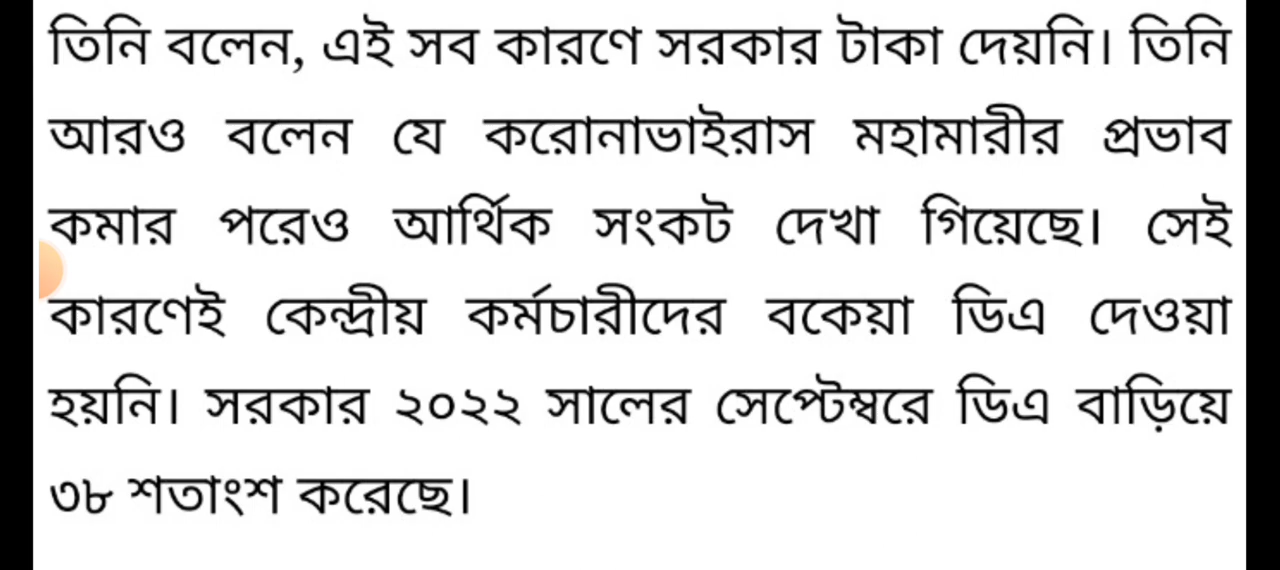 তিনি বলেন, এই সব কারণে সরকার টাকা দেয়নি। তিনি
আরও বলেন যে করোনাভাইরাস মহামারীর প্রভাব
কমার পরেও আর্থিক সংকট দেখা গিয়েছে। সেই
কারণেই কেন্দ্রীয় কর্মচারীদের বকেয়া ডিএ দেওয়া
হয়নি। সরকার ২০২২ সালের সেপ্টেম্বরে ডিএ বাড়িয়ে
৩৮ শতাংশ করেছে।